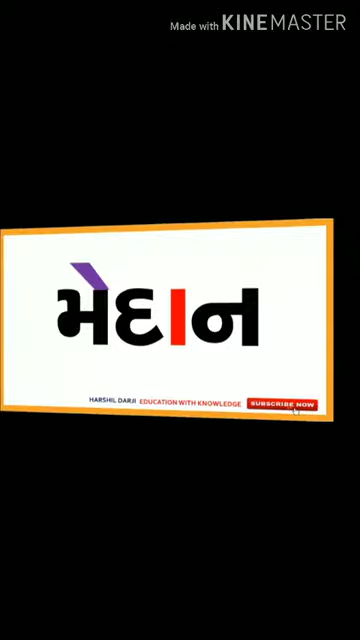 Made with KINEMASTER
મેદાન
HARSHIL DARJI EDUCATION WITH KNOWLEDGE SUBSCRIBE NOW